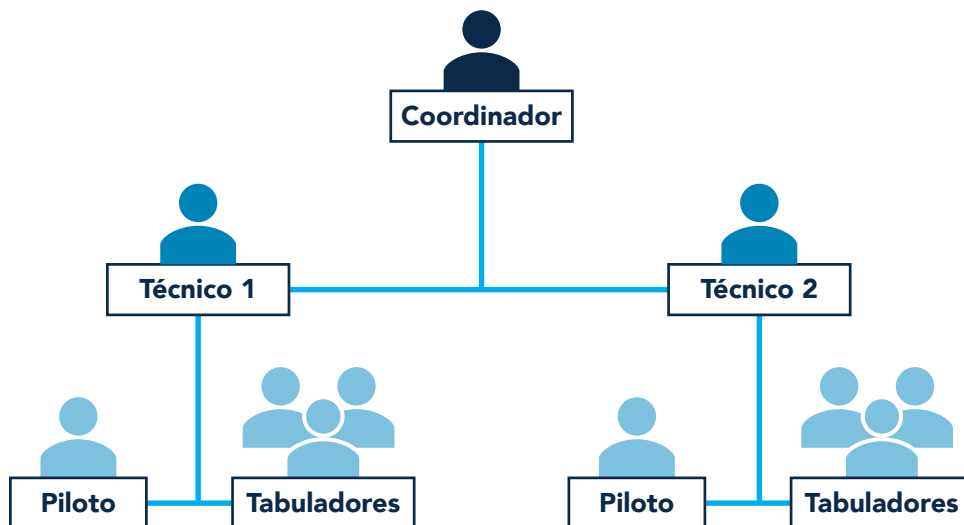 Coordinador
Técnico 1
Técnico 2
Piloto
Tabuladores
Piloto
Tabuladores